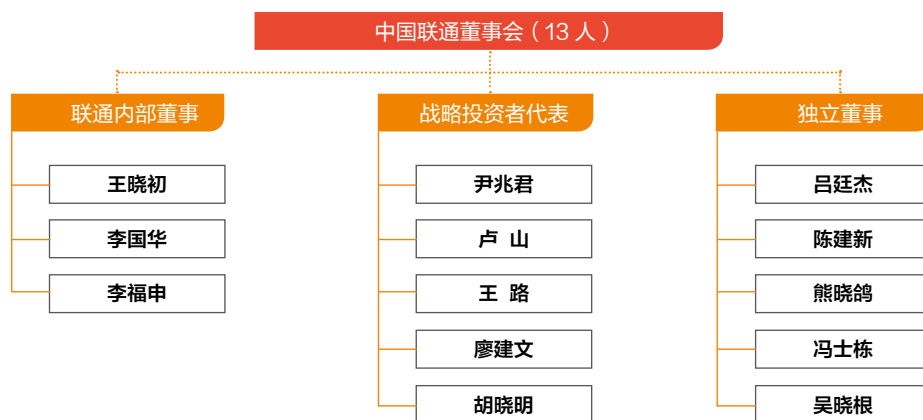 中国联通董事会（13 人）
联通内部董事
王晓初
李国华
李福申
战略投资者代表
尹兆君
卢 山
王 路
廖建文
胡晓明
独立董事
吕廷杰
陈建新
熊晓鸽
冯士栋
吴晓根